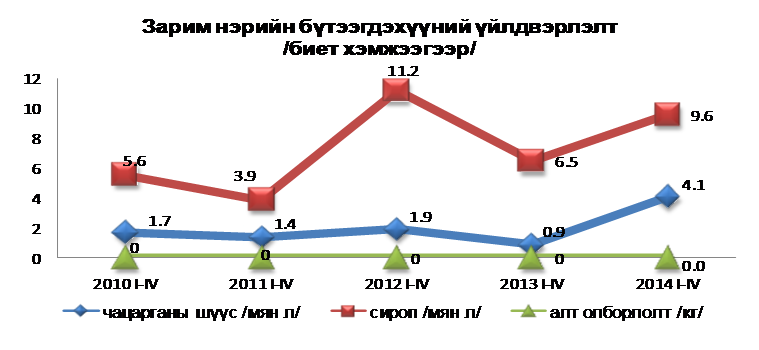 Зарим нэрийн бүтээгдэхүүний үйлдвэрлэлт
/биет хэмжээгээр/
12
10
8
6
4
2
0
5.6
3.9
11.2
6.5
9.6
1.7
1.4
1.9
0.9
4.1
0
0
0
0
0.0
2010 I-IV
2011 I-IV
2012 I-IV
2013 I-IV
2014 I-IV
чацарганы шүүс /мян л/
сироп /мян л/
алт олборлолт /кг/